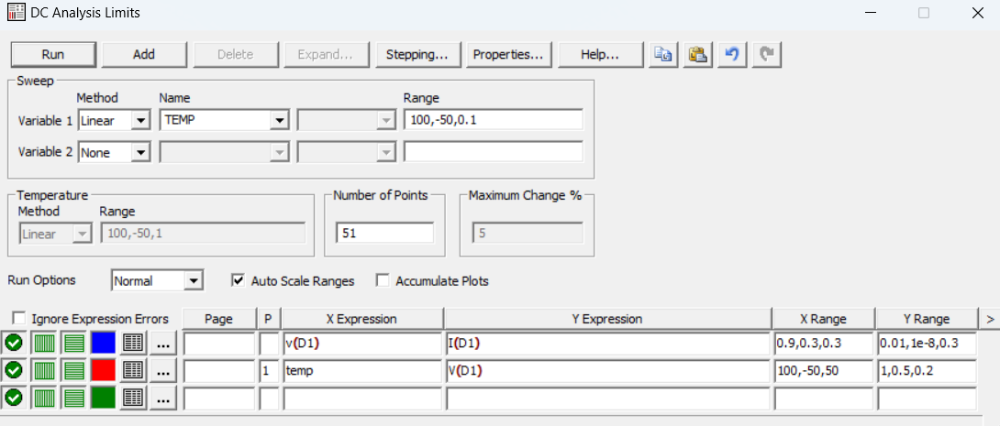 DC Analysis Limits
Run Add Delete Expand... Stepping... Properties... Help...
Sweep
Method Name Range
Variable 1 Linear TEMP 100,-50,0.1
Variable 2 None
Temperature Number of Points Maximum Change %
Method Range
Linear 100,-50,1 51 5
Run Options Normal Auto Scale Ranges Accumulate Plots
Ignore Expression Errors Page P X Expression Y Expression X Range Y Range >
... v(D1) I(D1) 0.9,0.3,0.3 0.01,1e-8,0.3
... 1 temp V(D1) 100,-50,50 1,0.5,0.2
...